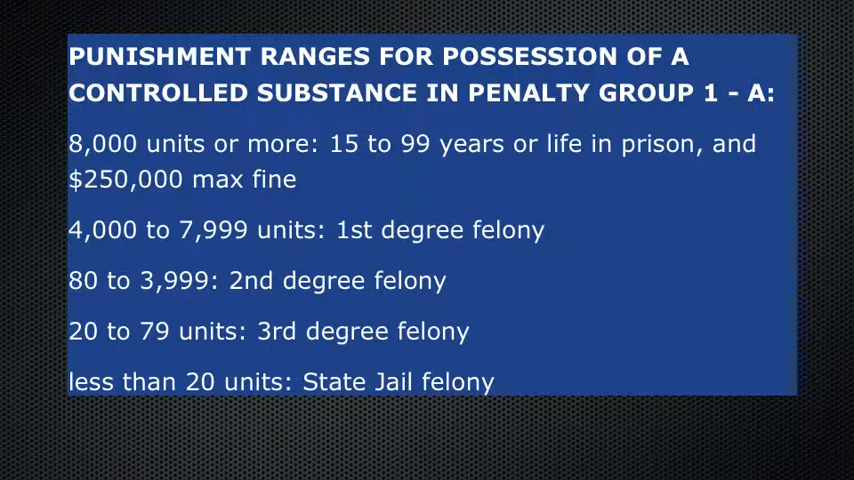 PUNISHMENT RANGES FOR POSSESSION OF A
CONTROLLED SUBSTANCE IN PENALTY GROUP 1 - A:
8,000 units or more: 15 to 99 years or life in prison, and
$250,000 max fine
4,000 to 7,999 units: 1st degree felony
80 to 3,999: 2nd degree felony
20 to 79 units: 3rd degree felony
less than 20 units: State Jail felony